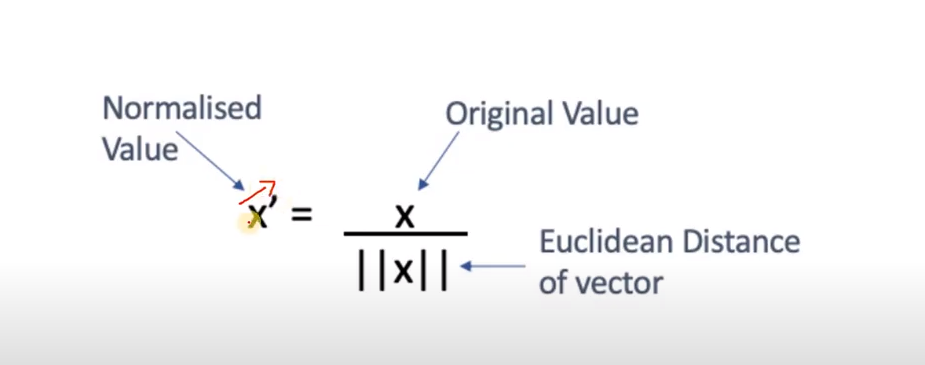 Normalised
Value
Original Value
x' =
x
||x||
Euclidean Distance
of vector